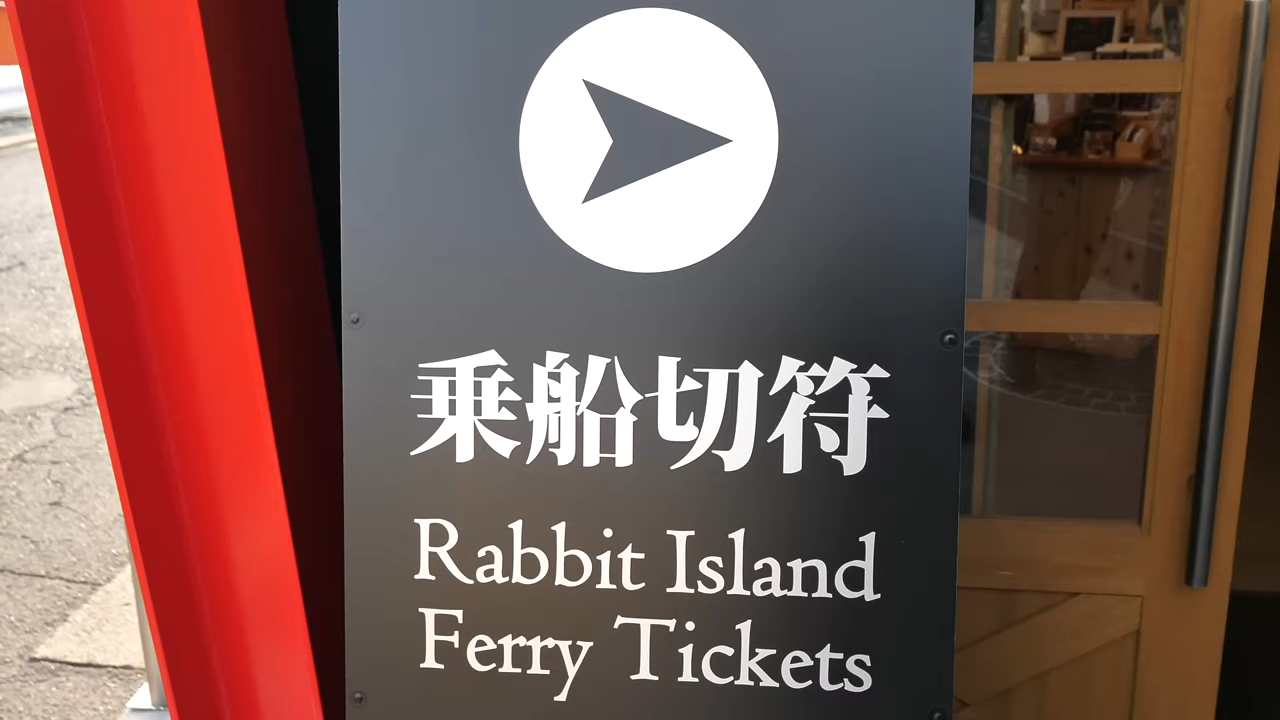 乗船切符
Rabbit Island
Ferry Tickets